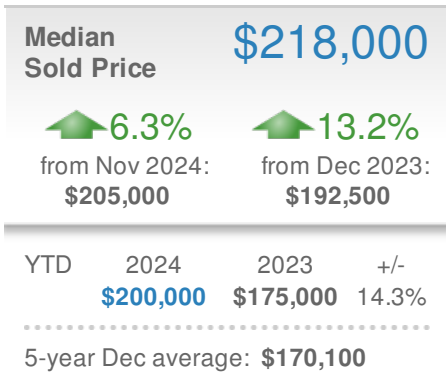 Median
Sold Price
$218,000
6.3%
from Nov 2024:
$205,000
13.2%
from Dec 2023:
$192,500
YTD 2024 2023 +/-
$200,000 $175,000 14.3%
5-year Dec average: $170,100